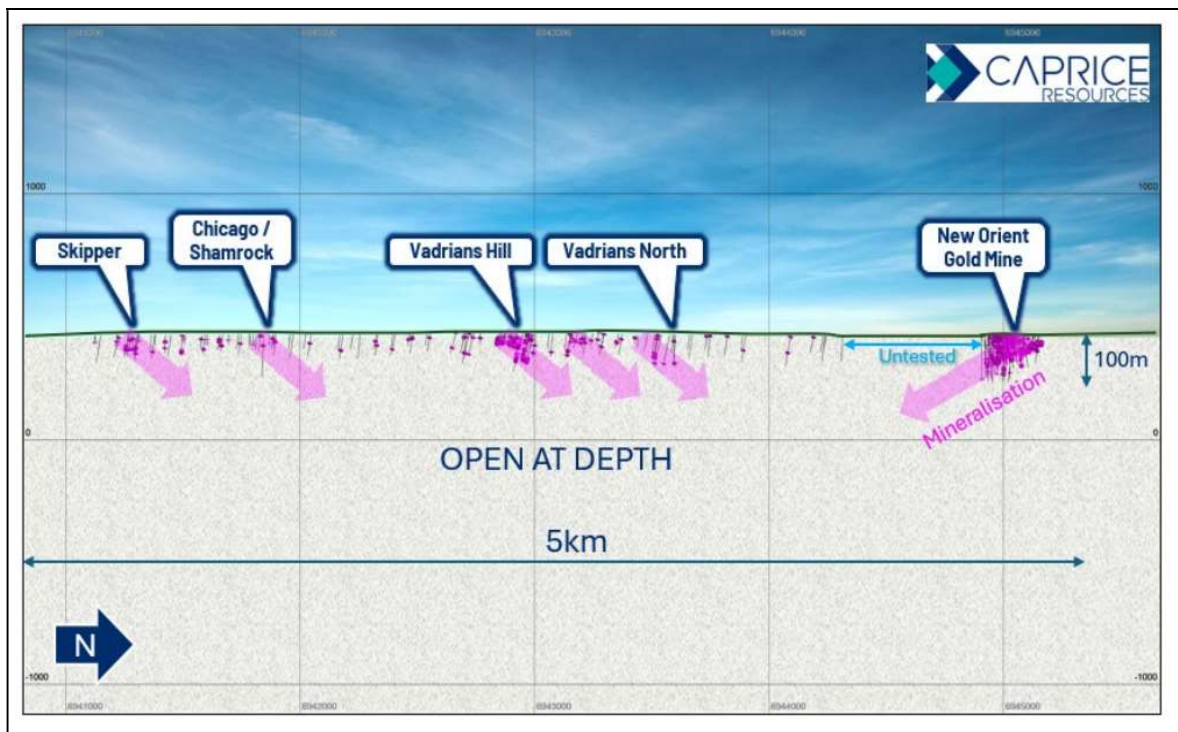 CAPRICE
RESOURCES
1000
1000
Skipper
Chicago /
Shamrock
Vadrians Hill
Vadrians North
New Orient
Gold Mine
Untested
100m
Mineralisation
0
0
OPEN AT DEPTH
5km
N
-1000
-1000
6941000
6942000
6943000
6944000
6945000